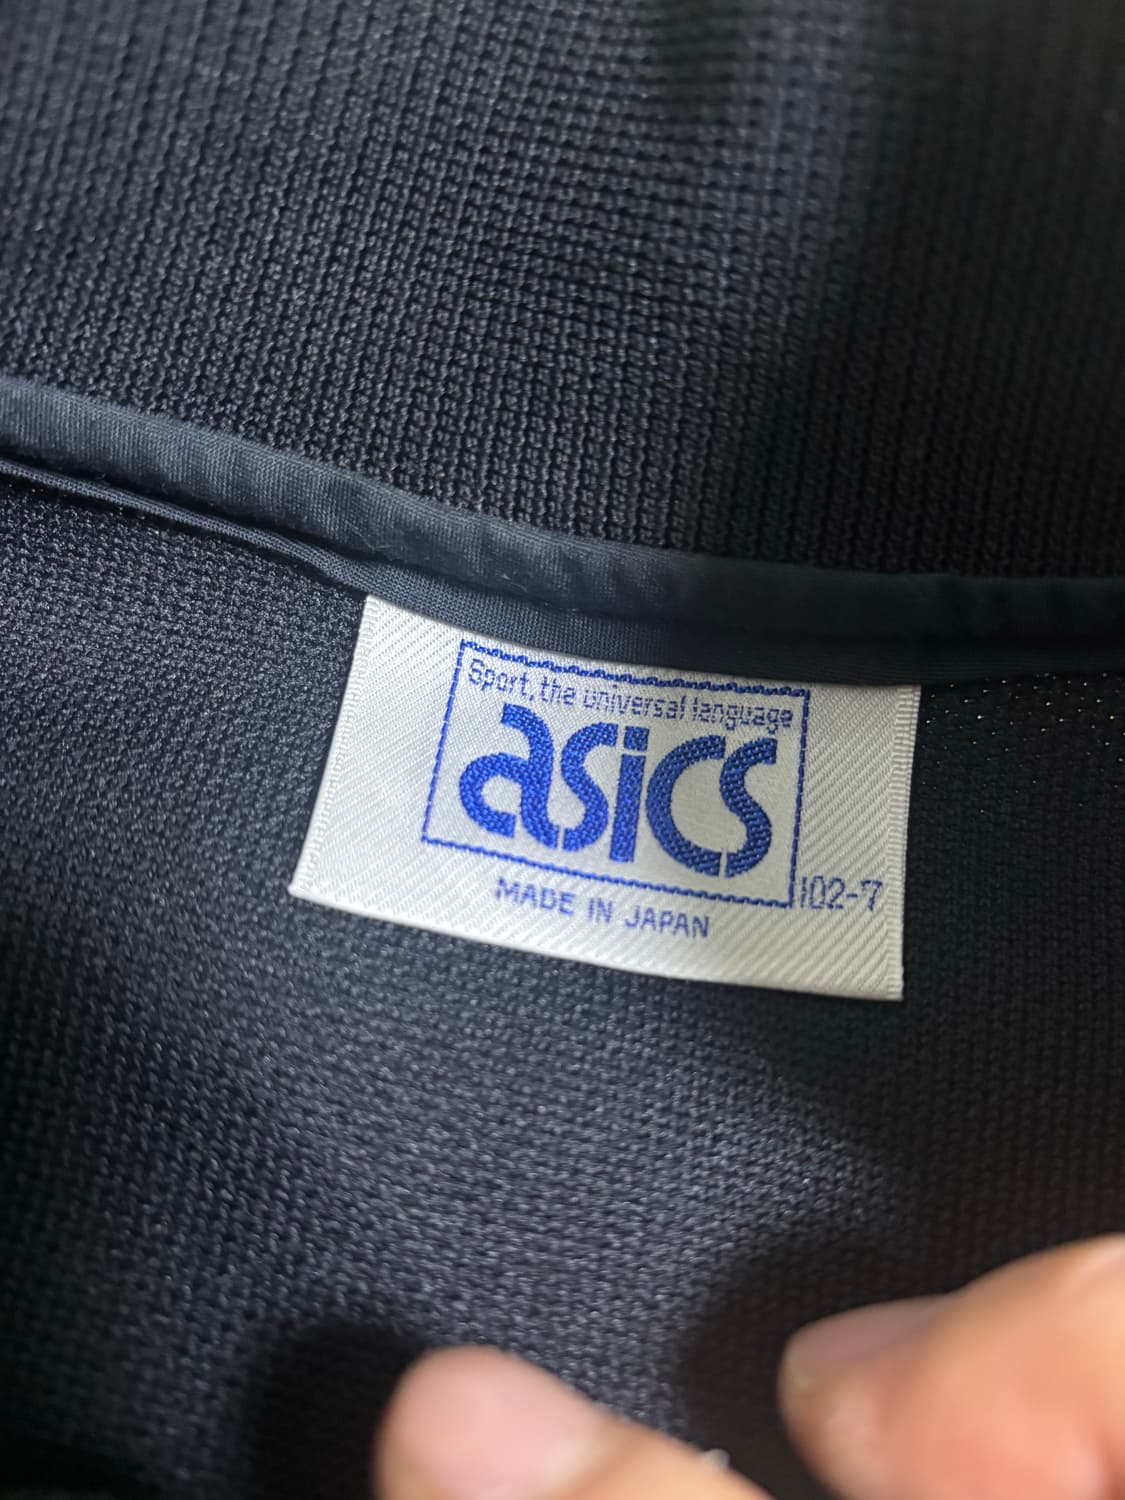 Sport, the universal language
asics
102-7
MADE IN JAPAN